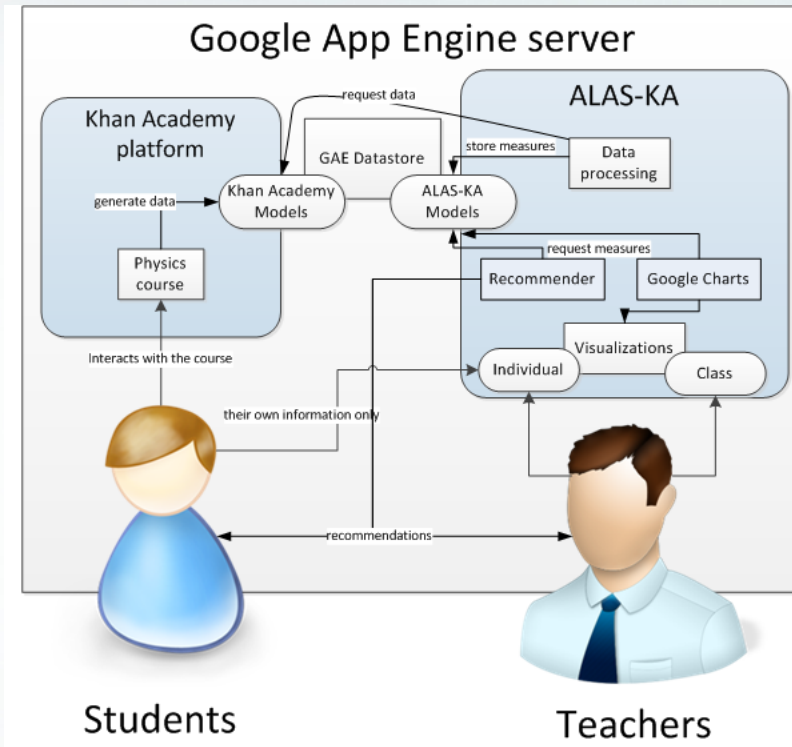 Google App Engine server
Khan Academy
platform
ALAS-KA
request data
GAE Datastore
store measures
Data
processing
generate data
Khan Academy
Models
ALAS-KA
Models
Physics
course
request measures
Recommender
Google Charts
Interacts with the course
Visualizations
Individual
Class
their own information only
recommendations
Students
Teachers